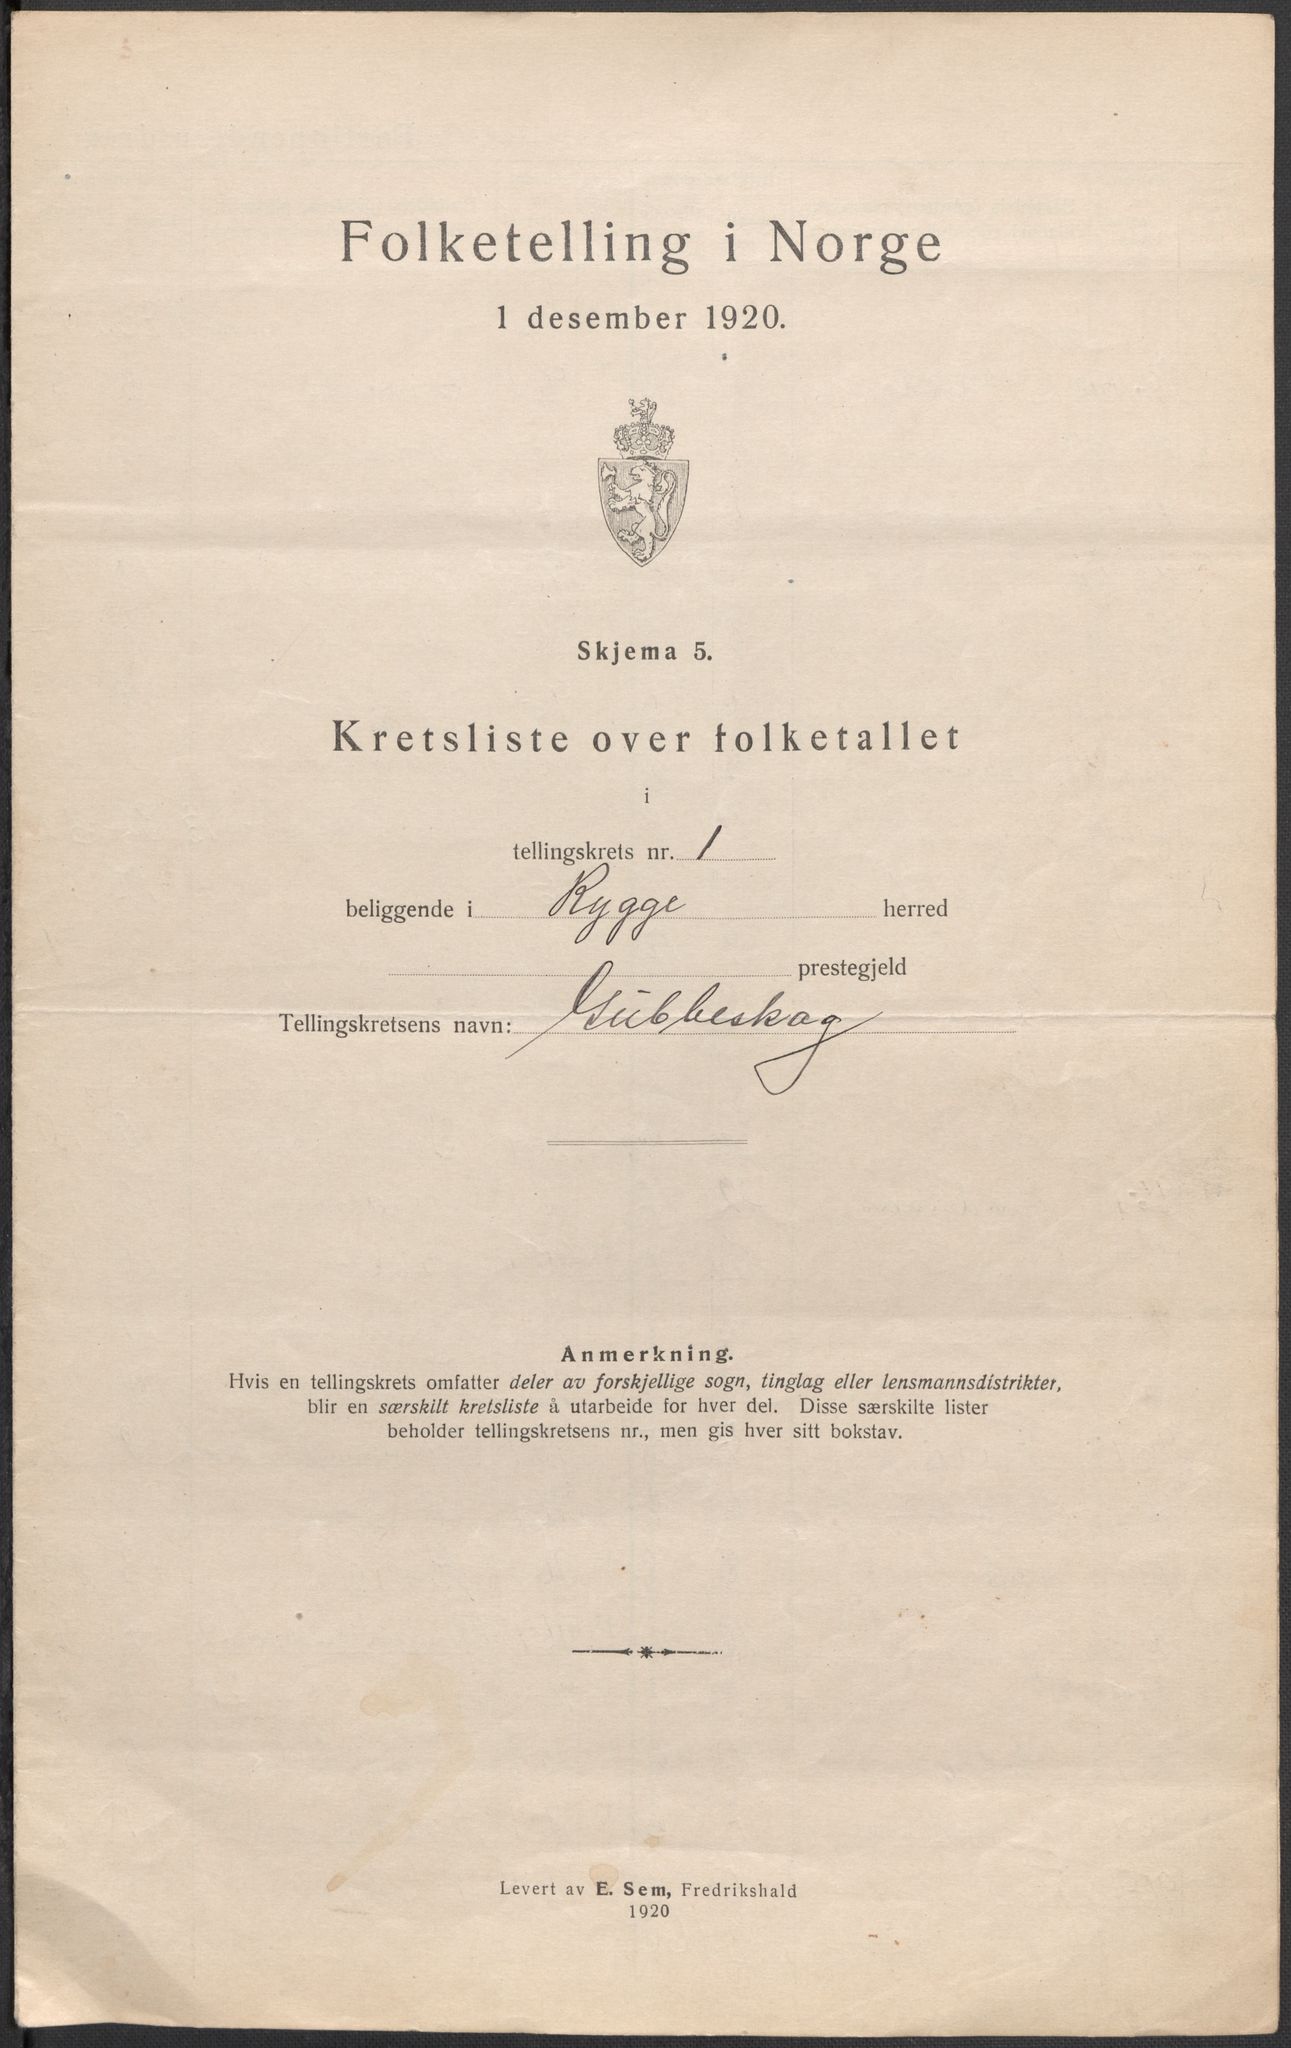 Folketelling i Norge
1 desember 1920.
Skjema 5.
Kretsliste over folketallet
i
tellingskrets nr. 1
beliggende i Rygge herred
prestegjeld
Tellingskretsens navn: Gubbeskog
Anmerkning.
Hvis en tellingskrets omfatter deler av forskjellige sogn, tinglag eller lensmannsdistrikter,
blir en særskilt kretsliste å utarbeide for hver del. Disse særskilte lister
beholder tellingskretsens nr., men gis hver sitt bokstav.
Levert av E. Sem, Fredrikshald
1920